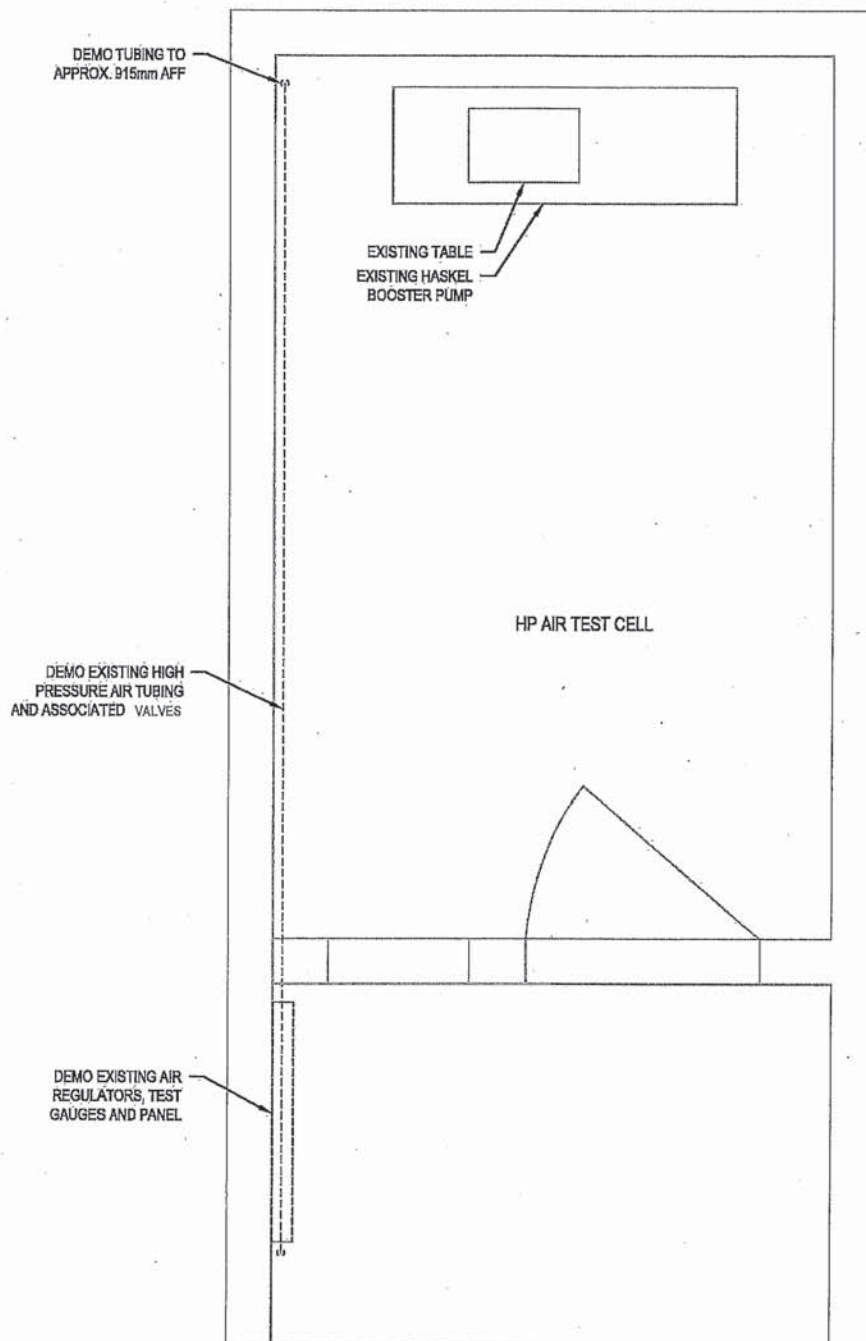 DEMO TUBING TO
APPROX. 915mm AFF
EXISTING TABLE
EXISTING HASKEL
BOOSTER PUMP
HP AIR TEST CELL
DEMO EXISTING HIGH
PRESSURE AIR TUBING
AND ASSOCIATED VALVES
DEMO EXISTING AIR
REGULATORS, TEST
GAUGES AND PANEL